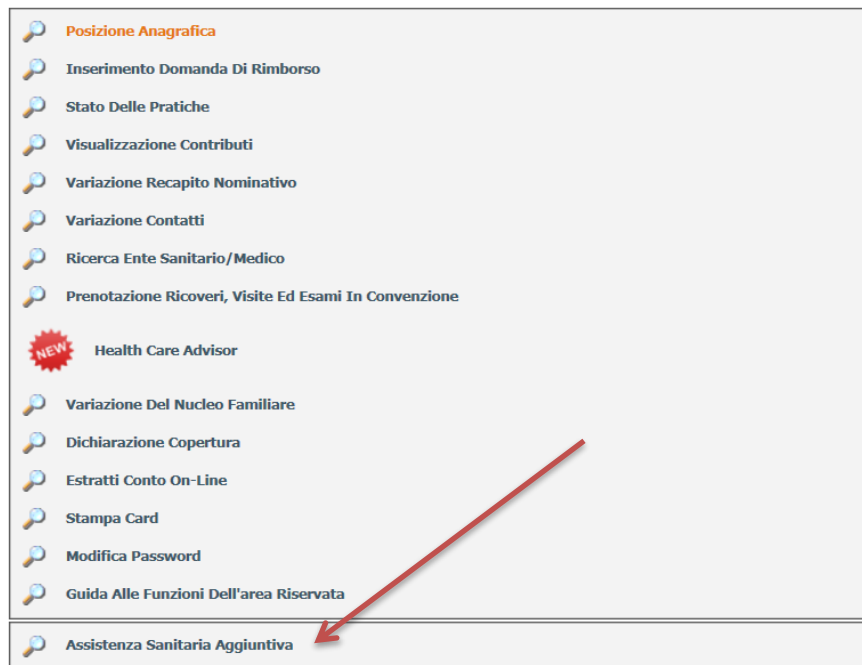 Posizione Anagrafica
Inserimento Domanda Di Rimborso
Stato Delle Pratiche
Visualizzazione Contributi
Variazione Recapito Nominativo
Variazione Contatti
Ricerca Ente Sanitario/Medico
Prenotazione Ricoveri, Visite Ed Esami In Convenzione
NEW Health Care Advisor
Variazione Del Nucleo Familiare
Dichiarazione Copertura
Estratti Conto On-Line
Stampa Card
Modifica Password
Guida Alle Funzioni Dell'area Riservata
Assistenza Sanitaria Aggiuntiva